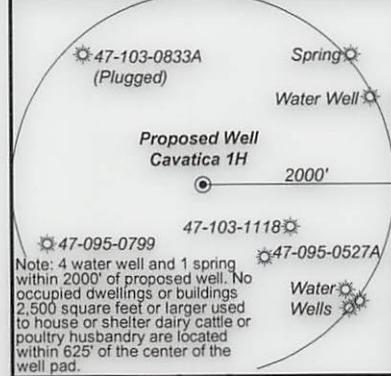 47-103-0833A
(Plugged)
Spring
Water Well
Proposed Well
Cavatica 1H
2000'
47-103-1118
47-095-0799
47-095-0527A
Note: 4 water well and 1 spring
within 2000' of proposed well. No
occupied dwellings or buildings
2,500 square feet or larger used
to house or shelter dairy cattle or
poultry husbandry are located
within 625' of the center of the
well pad.
Water
Wells